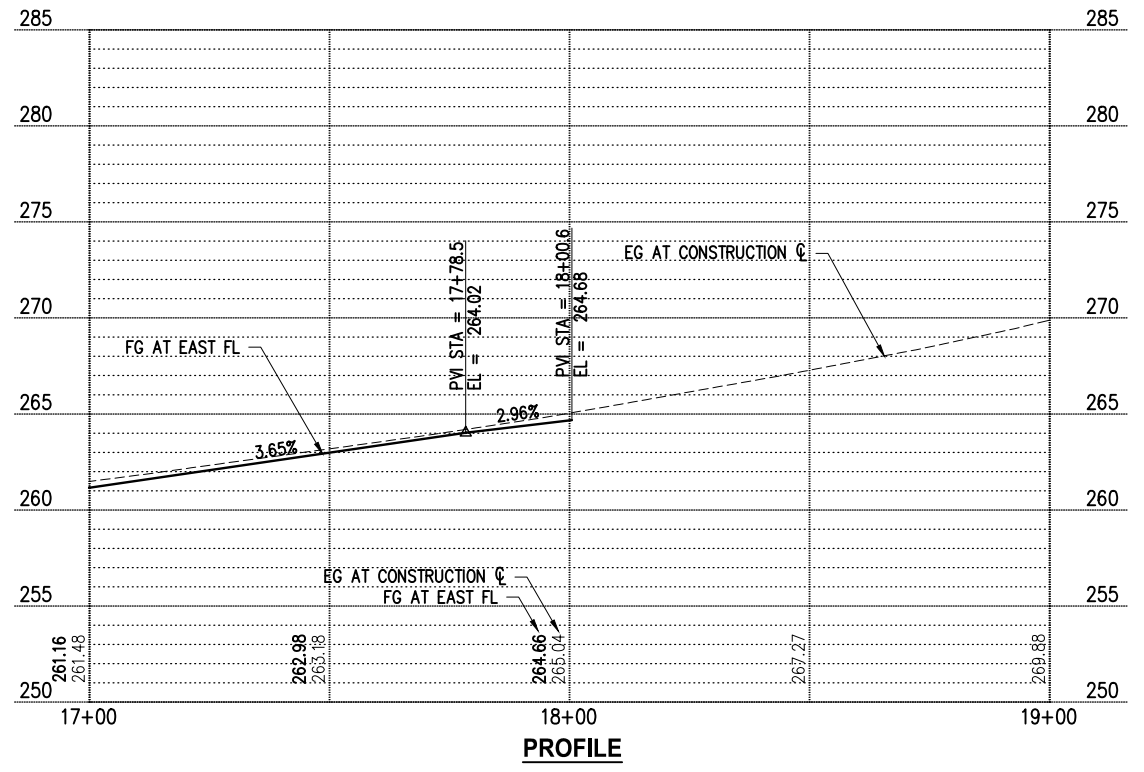 285 285
280 280
275 275
270 270
265 265
260 260
255 255
250 250
PVI STA = 17+78.5
EL = 264.02
PVI STA = 18+00.6
EL = 264.68
EG AT CONSTRUCTION ℄
FG AT EAST FL
3.65%
2.96%
EG AT CONSTRUCTION ℄
FG AT EAST FL
261.16
261.48
262.98
263.18
264.66
265.04
267.27
269.88
17+00 18+00 19+00
PROFILE